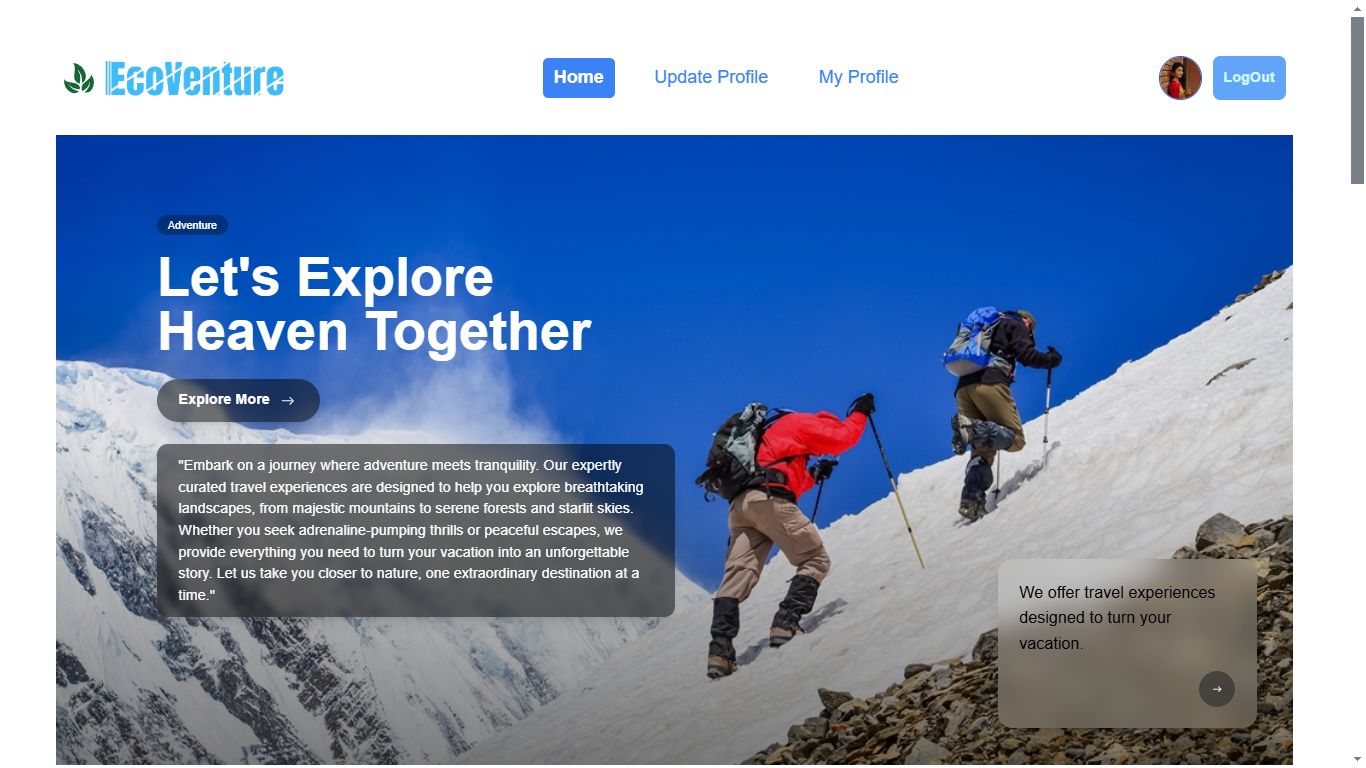 EcoVenture
Home
Update Profile
My Profile
LogOut
Adventure
Let's Explore
Heaven Together
Explore More →
"Embark on a journey where adventure meets tranquility. Our expertly
curated travel experiences are designed to help you explore breathtaking
landscapes, from majestic mountains to serene forests and starlit skies.
Whether you seek adrenaline-pumping thrills or peaceful escapes, we
provide everything you need to turn your vacation into an unforgettable
story. Let us take you closer to nature, one extraordinary destination at a
time."
We offer travel experiences
designed to turn your
vacation.
→